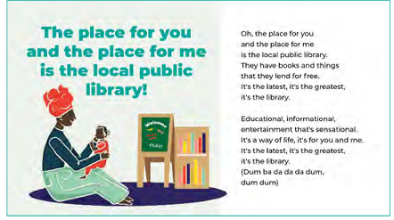 The place for you
and the place for me
is the local public
library!
Welcome
Oh, the place for you
and the place for me
is the local public library.
They have books and things
that they lend for free.
It's the latest, it's the greatest,
it's the library.
Educational, informational,
entertainment that's sensational.
It's a way of life, it's for you and me.
It's the latest, it's the greatest,
it's the library.
(Dum ba da da da dum,
dum dum)